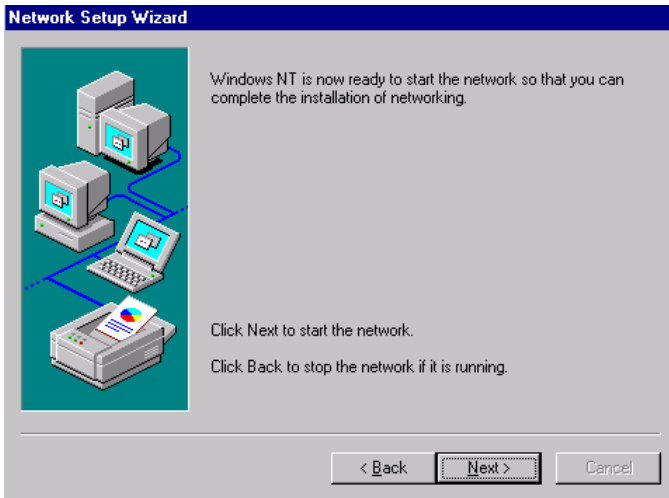 Network Setup Wizard
Windows NT is now ready to start the network so that you can
complete the installation of networking.
Click Next to start the network.
Click Back to stop the network if it is running.
< Back Next > Cancel